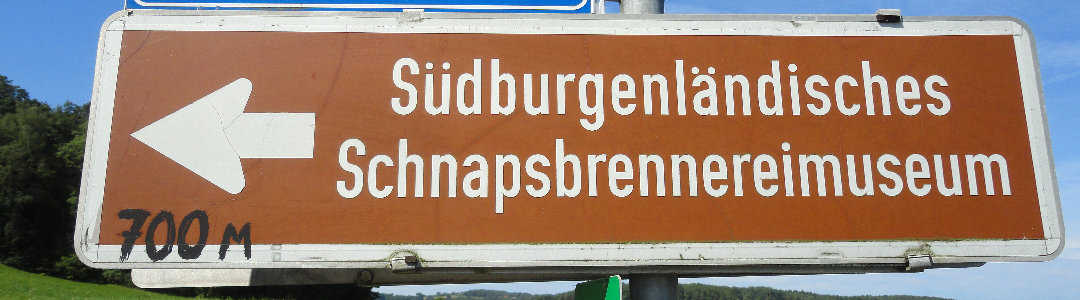 Südburgenländisches
Schnapsbrennereimuseum
700 M